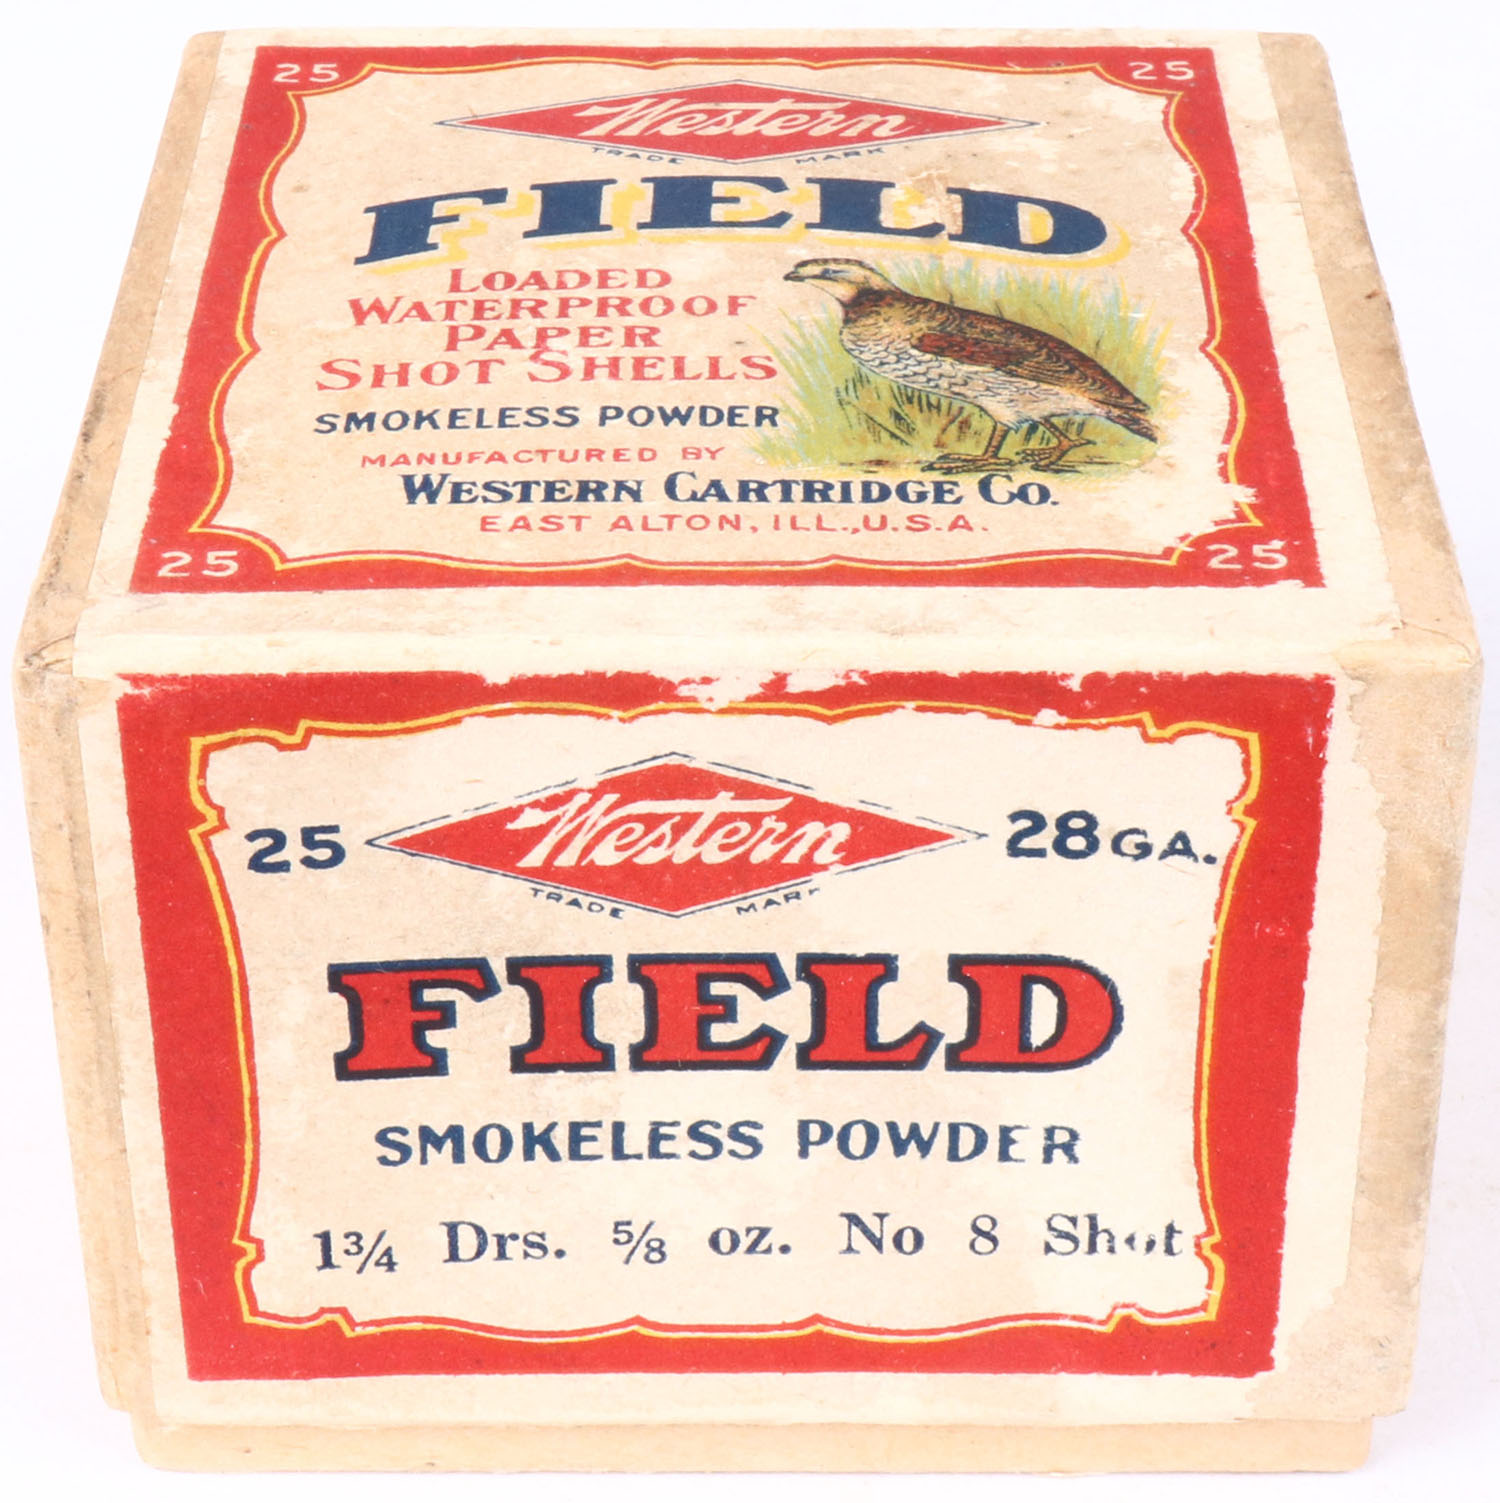 25 25
Western
TRADE MARK
FIELD
LOADED
WATERPROOF
PAPER
SHOT SHELLS
SMOKELESS POWDER
MANUFACTURED BY
WESTERN CARTRIDGE CO.
EAST ALTON, ILL., U.S.A.
25 25
25 Western 28 GA.
TRADE MARK
FIELD
SMOKELESS POWDER
1¾ Drs. ⅝ oz. No 8 Shot